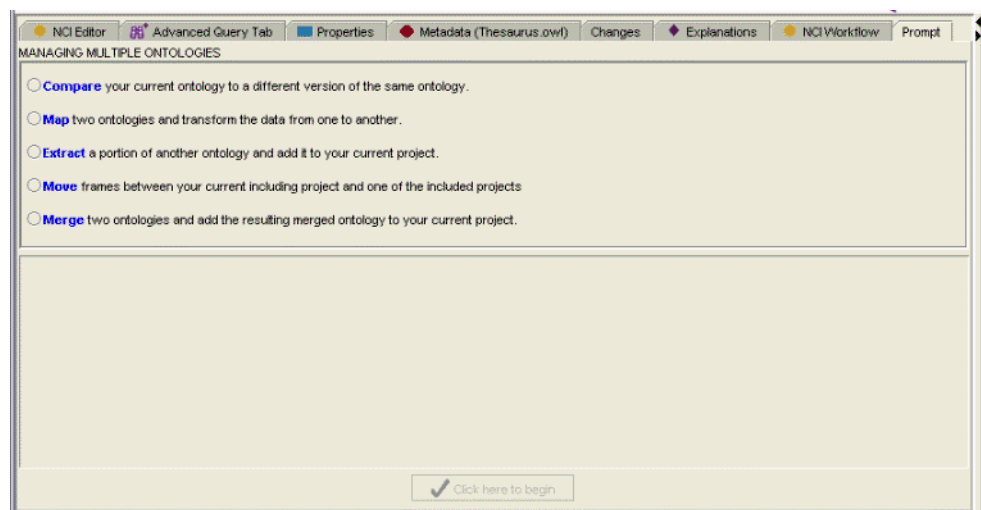 NCI Editor Advanced Query Tab Properties Metadata (Thesaurus.owl) Changes Explanations NCI Workflow Prompt
MANAGING MULTIPLE ONTOLOGIES
Compare your current ontology to a different version of the same ontology.
Map two ontologies and transform the data from one to another.
Extract a portion of another ontology and add it to your current project.
Move frames between your current including project and one of the included projects
Merge two ontologies and add the resulting merged ontology to your current project.
Click here to begin